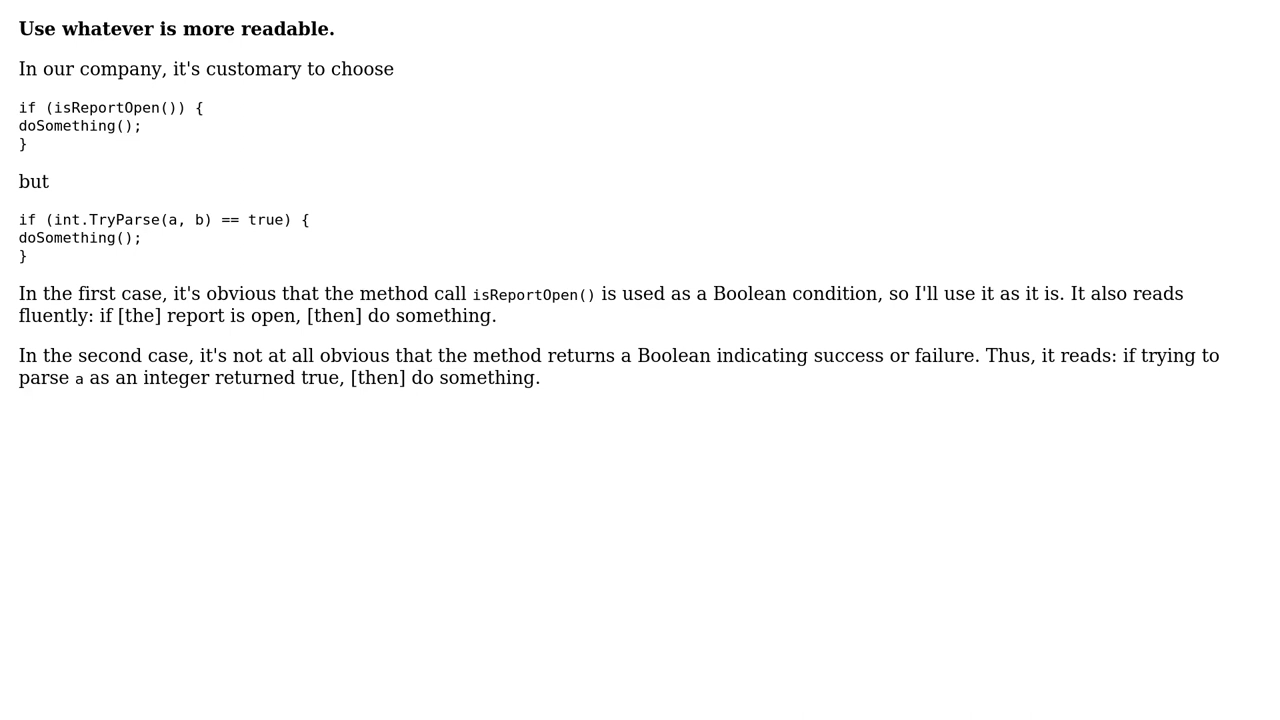 Use whatever is more readable.
In our company, it's customary to choose
if (isReportOpen()) {
doSomething();
}
but
if (int.TryParse(a, b) == true) {
doSomething();
}
In the first case, it's obvious that the method call isReportOpen() is used as a Boolean condition, so I'll use it as it is. It also reads
fluently: if [the] report is open, [then] do something.
In the second case, it's not at all obvious that the method returns a Boolean indicating success or failure. Thus, it reads: if trying to
parse a as an integer returned true, [then] do something.